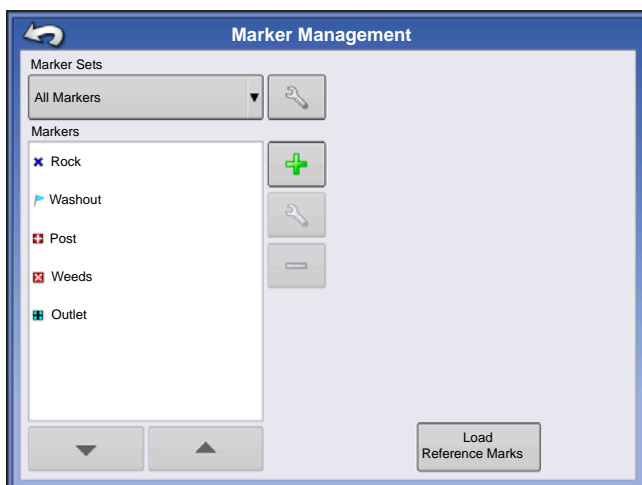 Marker Management
Marker Sets
All Markers
Markers
Rock
Washout
Post
Weeds
Outlet
Load
Reference Marks